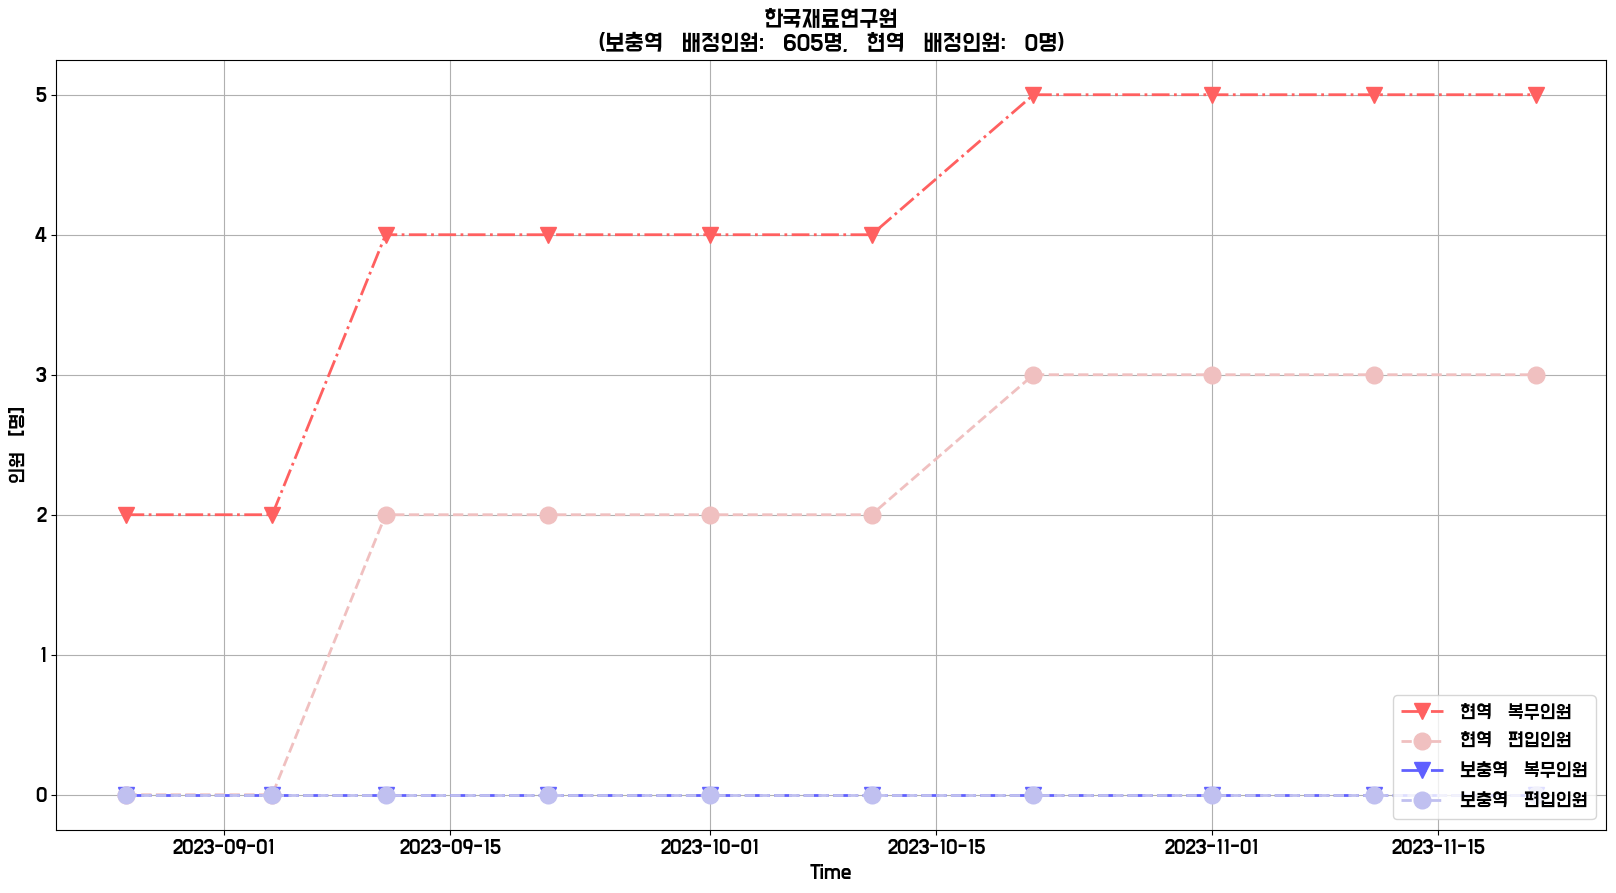 한국재료연구원
(보충역 배정인원: 605명, 현역 배정인원: 0명)
인원 [명]
5
4
3
2
1
0
현역 복무인원
현역 편입인원
보충역 복무인원
보충역 편입인원
2023-09-01
2023-09-15
2023-10-01
2023-10-15
2023-11-01
2023-11-15
Time